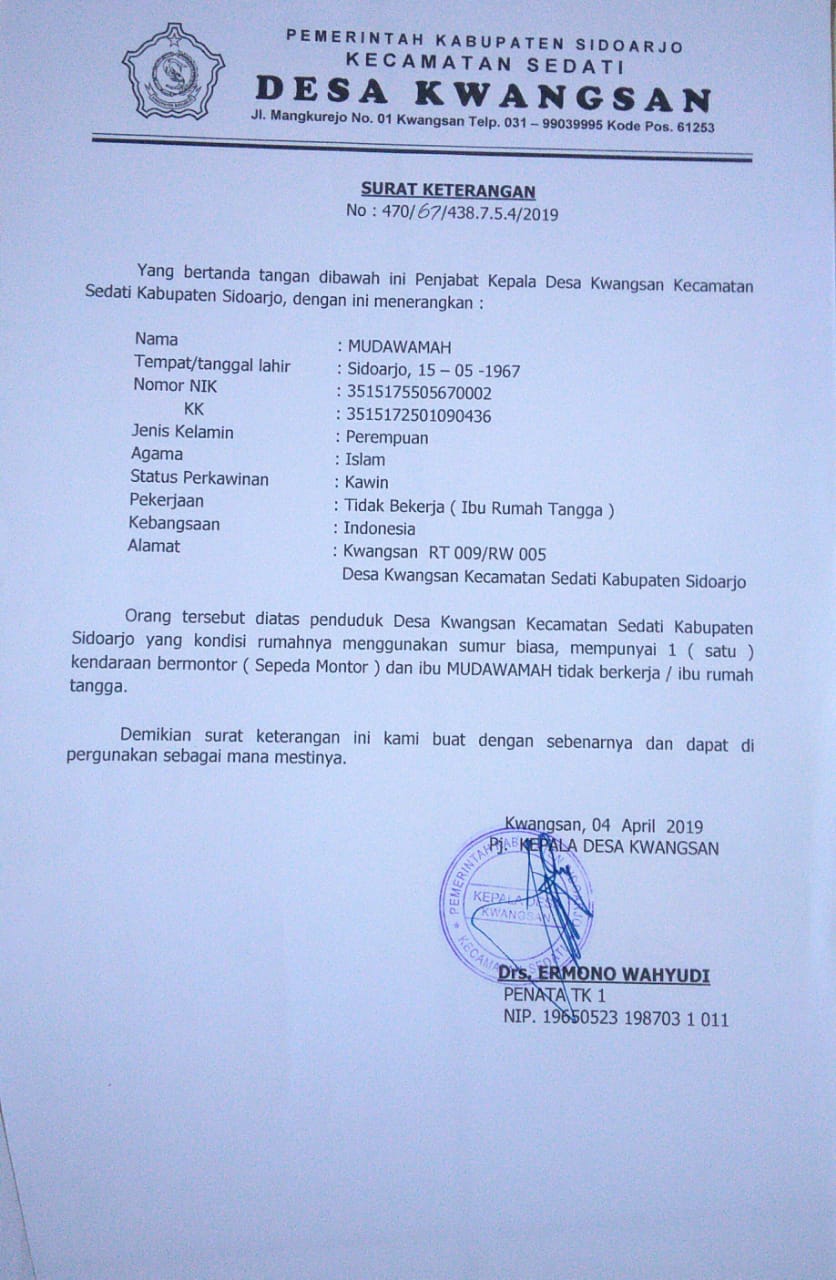 PEMERINTAH KABUPATEN SIDOARJO
KECAMATAN SEDATI
DESA KWANGSAN
Jl. Mangkurejo No. 01 Kwangsan Telp. 031 – 99039995 Kode Pos. 61253
SURAT KETERANGAN
No : 470/67/438.7.5.4/2019
Yang bertanda tangan dibawah ini Penjabat Kepala Desa Kwangsan Kecamatan
Sedati Kabupaten Sidoarjo, dengan ini menerangkan :
Nama : MUDAWAMAH
Tempat/tanggal lahir : Sidoarjo, 15 – 05 -1967
Nomor NIK : 3515175505670002
KK : 3515172501090436
Jenis Kelamin : Perempuan
Agama : Islam
Status Perkawinan : Kawin
Pekerjaan : Tidak Bekerja ( Ibu Rumah Tangga )
Kebangsaan : Indonesia
Alamat : Kwangsan RT 009/RW 005
Desa Kwangsan Kecamatan Sedati Kabupaten Sidoarjo
Orang tersebut diatas penduduk Desa Kwangsan Kecamatan Sedati Kabupaten
Sidoarjo yang kondisi rumahnya menggunakan sumur biasa, mempunyai 1 ( satu )
kendaraan bermontor ( Sepeda Montor ) dan ibu MUDAWAMAH tidak berkerja / ibu rumah
tangga.
Demikian surat keterangan ini kami buat dengan sebenarnya dan dapat di
pergunakan sebagai mana mestinya.
Kwangsan, 04 April 2019
Pj. KEPALA DESA KWANGSAN
PEMERINTAH KABUPATEN SIDOARJO
KEPALA DESA
KWANGSAN
KECAMATAN SEDATI
Drs. ERMONO WAHYUDI
PENATA TK 1
NIP. 19650523 198703 1 011